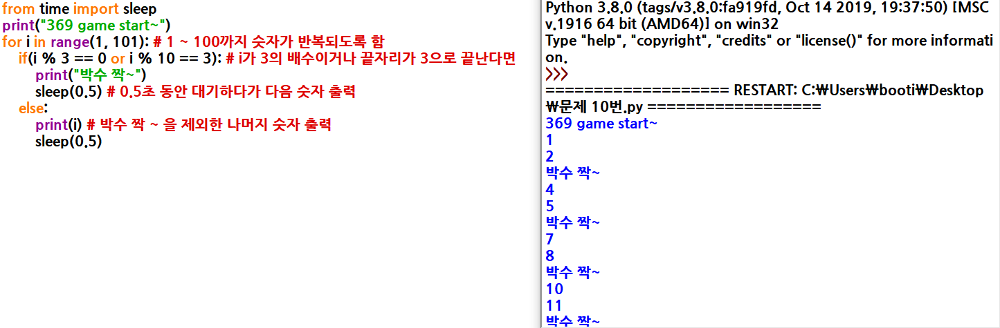 from time import sleep
print("369 game start~")
for i in range(1, 101): # 1 ~ 100까지 숫자가 반복되도록 함
    if(i % 3 == 0 or i % 10 == 3): # i가 3의 배수이거나 끝자리가 3으로 끝난다면
        print("박수 짝~")
        sleep(0.5) # 0.5초 동안 대기하다가 다음 숫자 출력
    else:
        print(i) # 박수 짝 ~ 을 제외한 나머지 숫자 출력
        sleep(0.5)
Python 3.8.0 (tags/v3.8.0:fa919fd, Oct 14 2019, 19:37:50) [MSC
v.1916 64 bit (AMD64)] on win32
Type "help", "copyright", "credits" or "license()" for more informati
on.
>>>
=================== RESTART: C:₩Users₩booti₩Desktop
₩문제 10번.py ==================
369 game start~
1
2
박수 짝~
4
5
박수 짝~
7
8
박수 짝~
10
11
박수 짝~